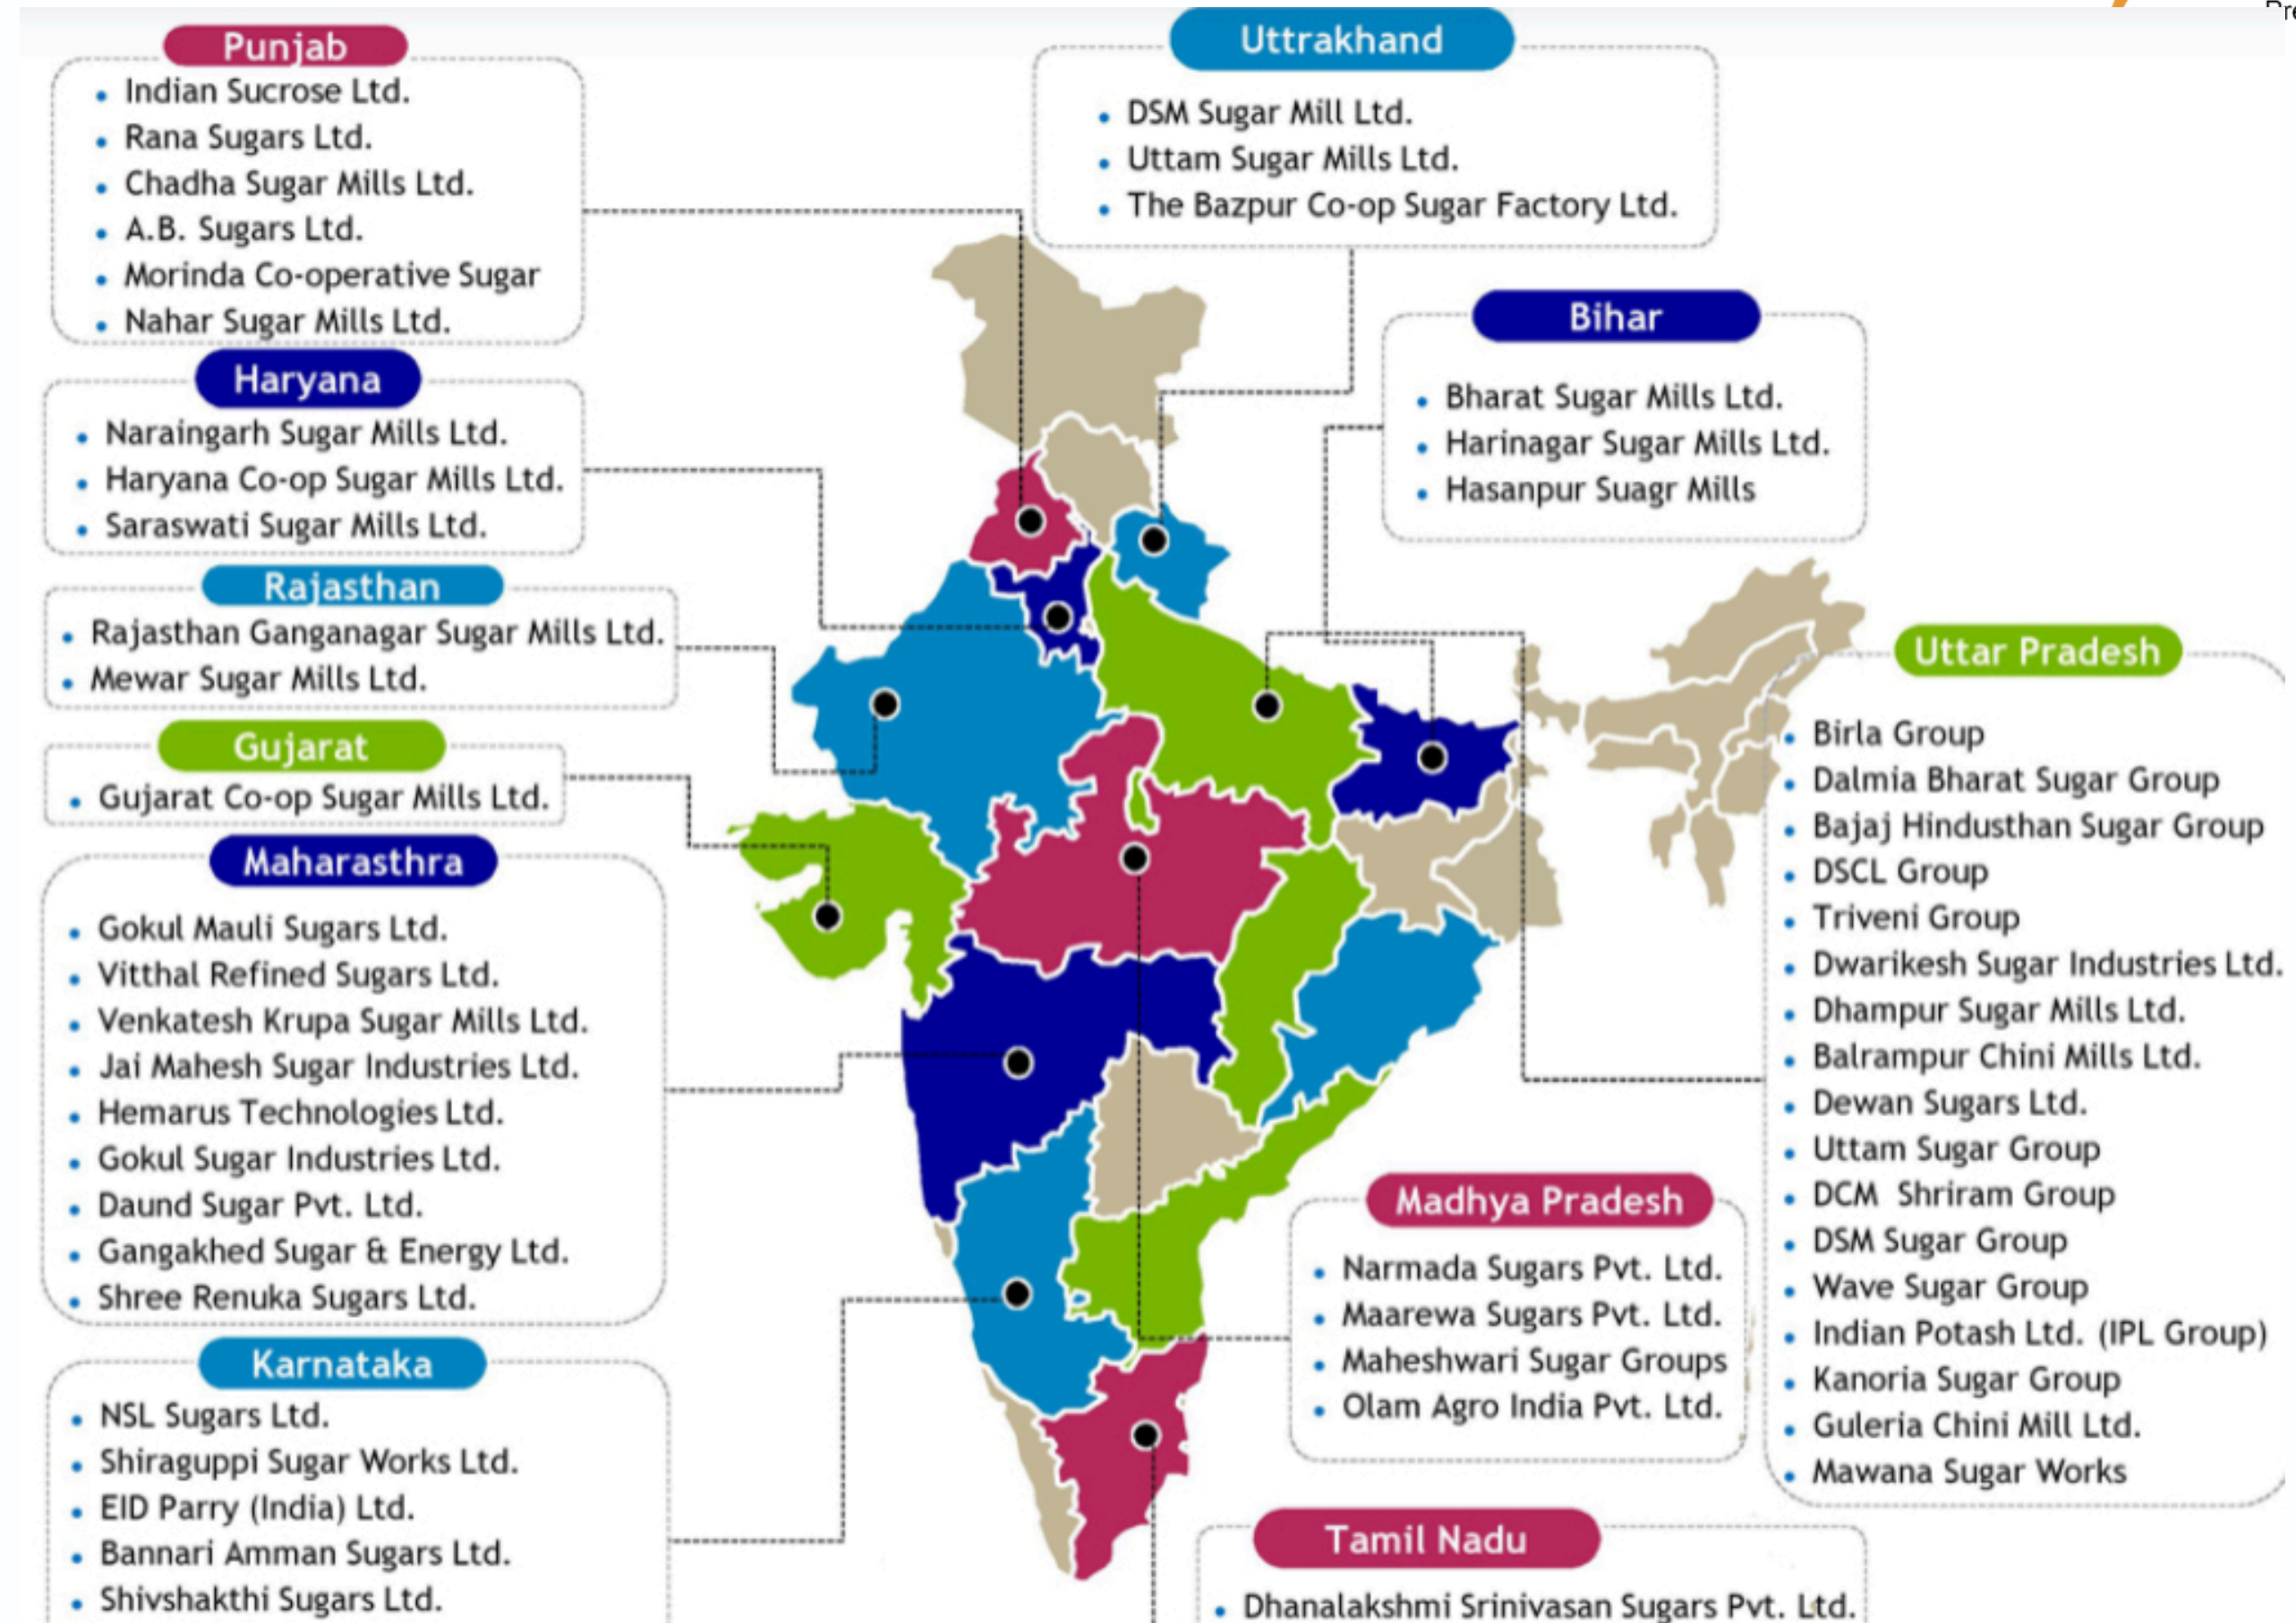 Punjab
Indian Sucrose Ltd.
Rana Sugars Ltd.
Chadha Sugar Mills Ltd.
A.B. Sugars Ltd.
Morinda Co-operative Sugar
Nahar Sugar Mills Ltd.
Uttrakhand
DSM Sugar Mill Ltd.
Uttam Sugar Mills Ltd.
The Bazpur Co-op Sugar Factory Ltd.
Haryana
Naraingarh Sugar Mills Ltd.
Haryana Co-op Sugar Mills Ltd.
Saraswati Sugar Mills Ltd.
Bihar
Bharat Sugar Mills Ltd.
Harinagar Sugar Mills Ltd.
Hasanpur Suagr Mills
Rajasthan
Rajasthan Ganganagar Sugar Mills Ltd.
Mewar Sugar Mills Ltd.
Gujarat
Gujarat Co-op Sugar Mills Ltd.
Uttar Pradesh
Birla Group
Dalmia Bharat Sugar Group
Bajaj Hindusthan Sugar Group
DSCL Group
Triveni Group
Dwarikesh Sugar Industries Ltd.
Dhampur Sugar Mills Ltd.
Balrampur Chini Mills Ltd.
Dewan Sugars Ltd.
Uttam Sugar Group
DCM Shriram Group
DSM Sugar Group
Wave Sugar Group
Indian Potash Ltd. (IPL Group)
Kanoria Sugar Group
Guleria Chini Mill Ltd.
Mawana Sugar Works
Maharasthra
Gokul Mauli Sugars Ltd.
Vitthal Refined Sugars Ltd.
Venkatesh Krupa Sugar Mills Ltd.
Jai Mahesh Sugar Industries Ltd.
Hemarus Technologies Ltd.
Gokul Sugar Industries Ltd.
Daund Sugar Pvt. Ltd.
Gangakhed Sugar & Energy Ltd.
Shree Renuka Sugars Ltd.
Madhya Pradesh
Narmada Sugars Pvt. Ltd.
Maarewa Sugars Pvt. Ltd.
Maheshwari Sugar Groups
Olam Agro India Pvt. Ltd.
Karnataka
NSL Sugars Ltd.
Shiraguppi Sugar Works Ltd.
EID Parry (India) Ltd.
Bannari Amman Sugars Ltd.
Shivshakthi Sugars Ltd.
Tamil Nadu
Dhanalakshmi Srinivasan Sugars Pvt. Ltd.